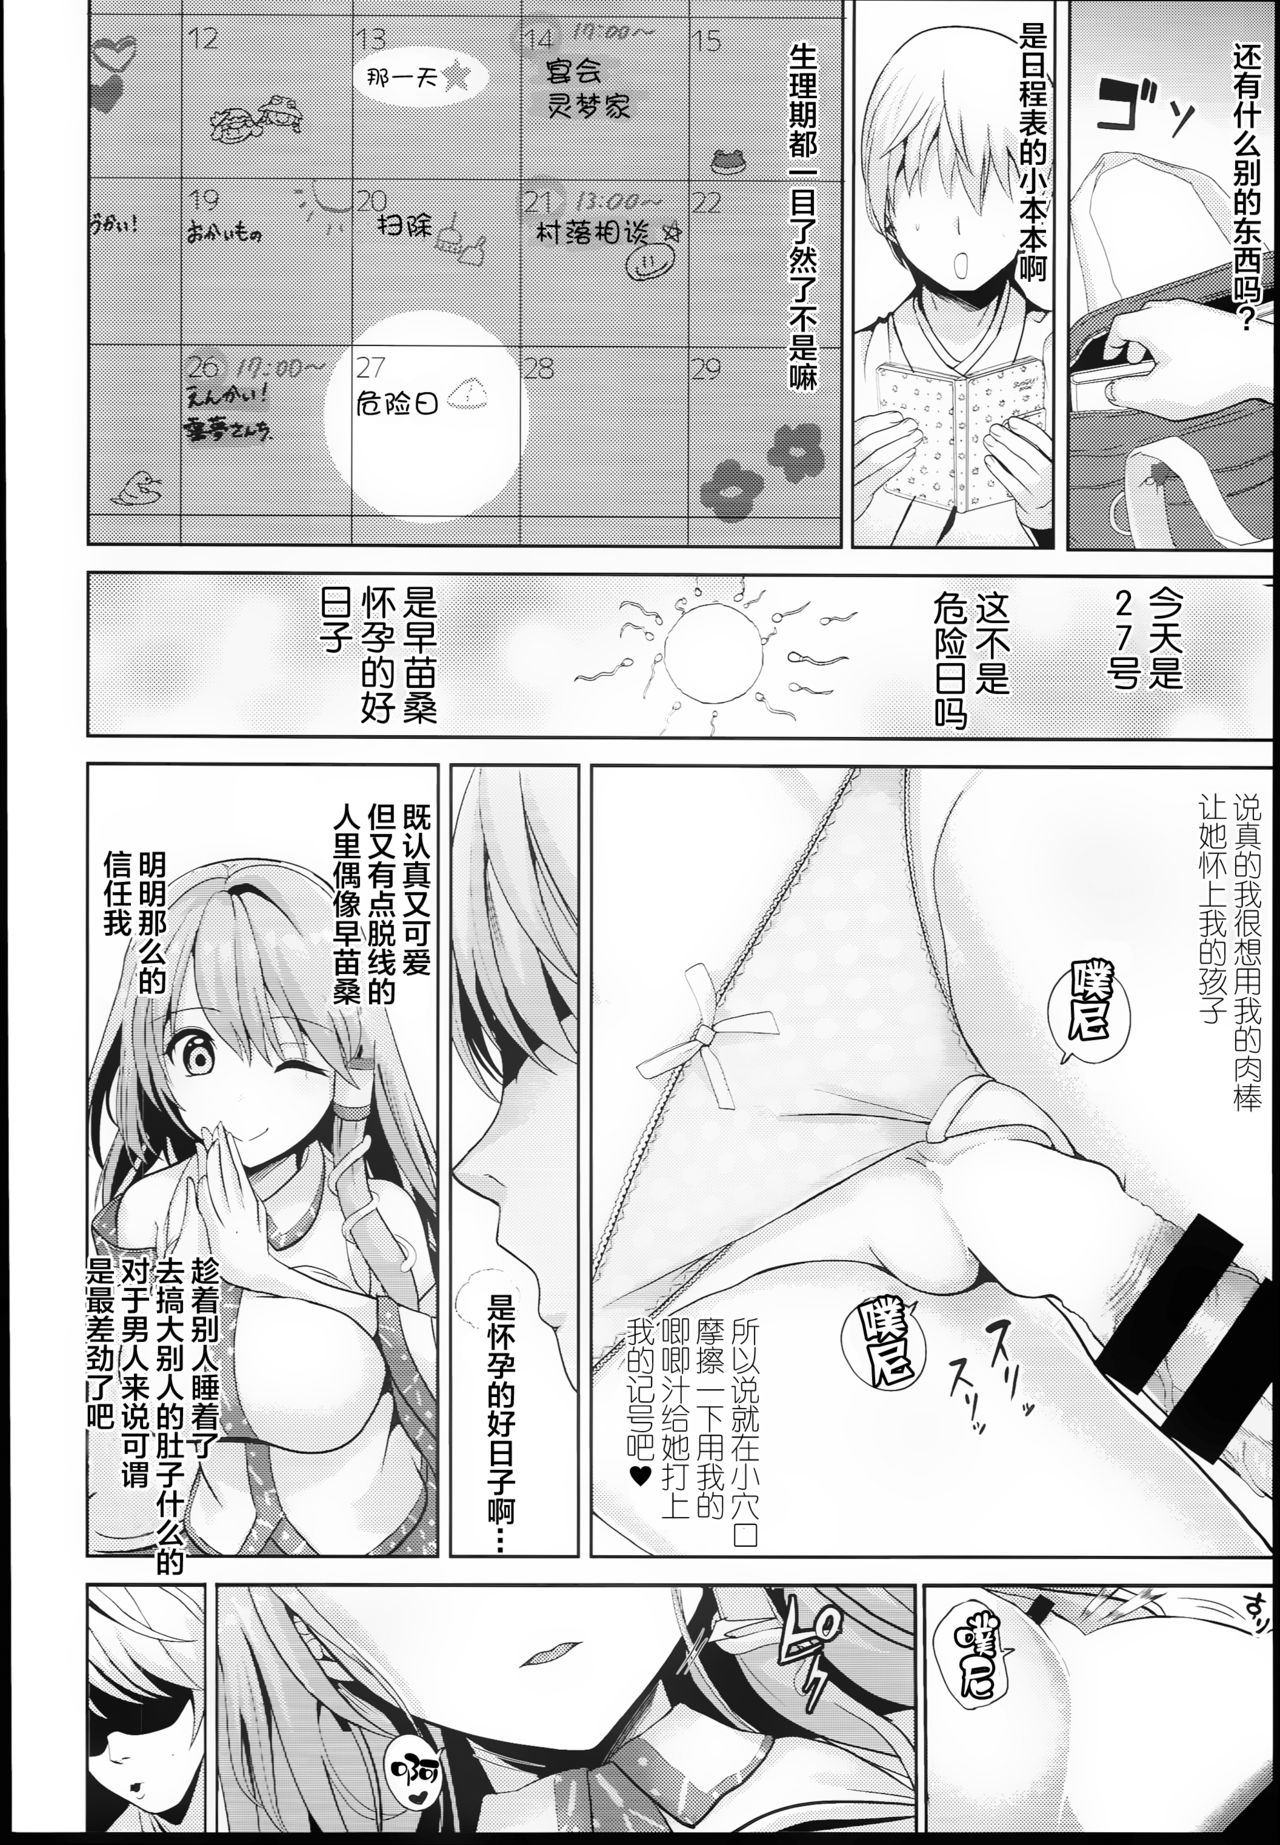 还有什么别的东西吗？
ゴソッ
是日程表的小本本啊
生理期都一目了然了不是嘛
12
13
那一天
14 17:00～
宴会
灵梦家
15
うかい！
19
おかいもの
20
扫除
21 13:00～
村落相谈
22
26 17:00～
えんかい！
霊夢さんち、
27
危险日
28
29
今天是
27号
这不是
危险日吗
是早苗桑
怀孕的好
日子
说真的我很想用我的肉棒
让她怀上我的孩子
噗尼
噗尼
スリ
スリ
所以说就在小穴口
摩擦一下用我的
唧唧汁给她打上
我的记号吧♥
是怀孕的好日子啊…
既认真又可爱
但又有点脱线的
人里偶像早苗桑
明明那么的
信任我
趁着别人睡着了
去搞大别人的肚子什么的
对于男人来说可谓
是最差劲了吧
ずり
噗尼
ピク
啊♥